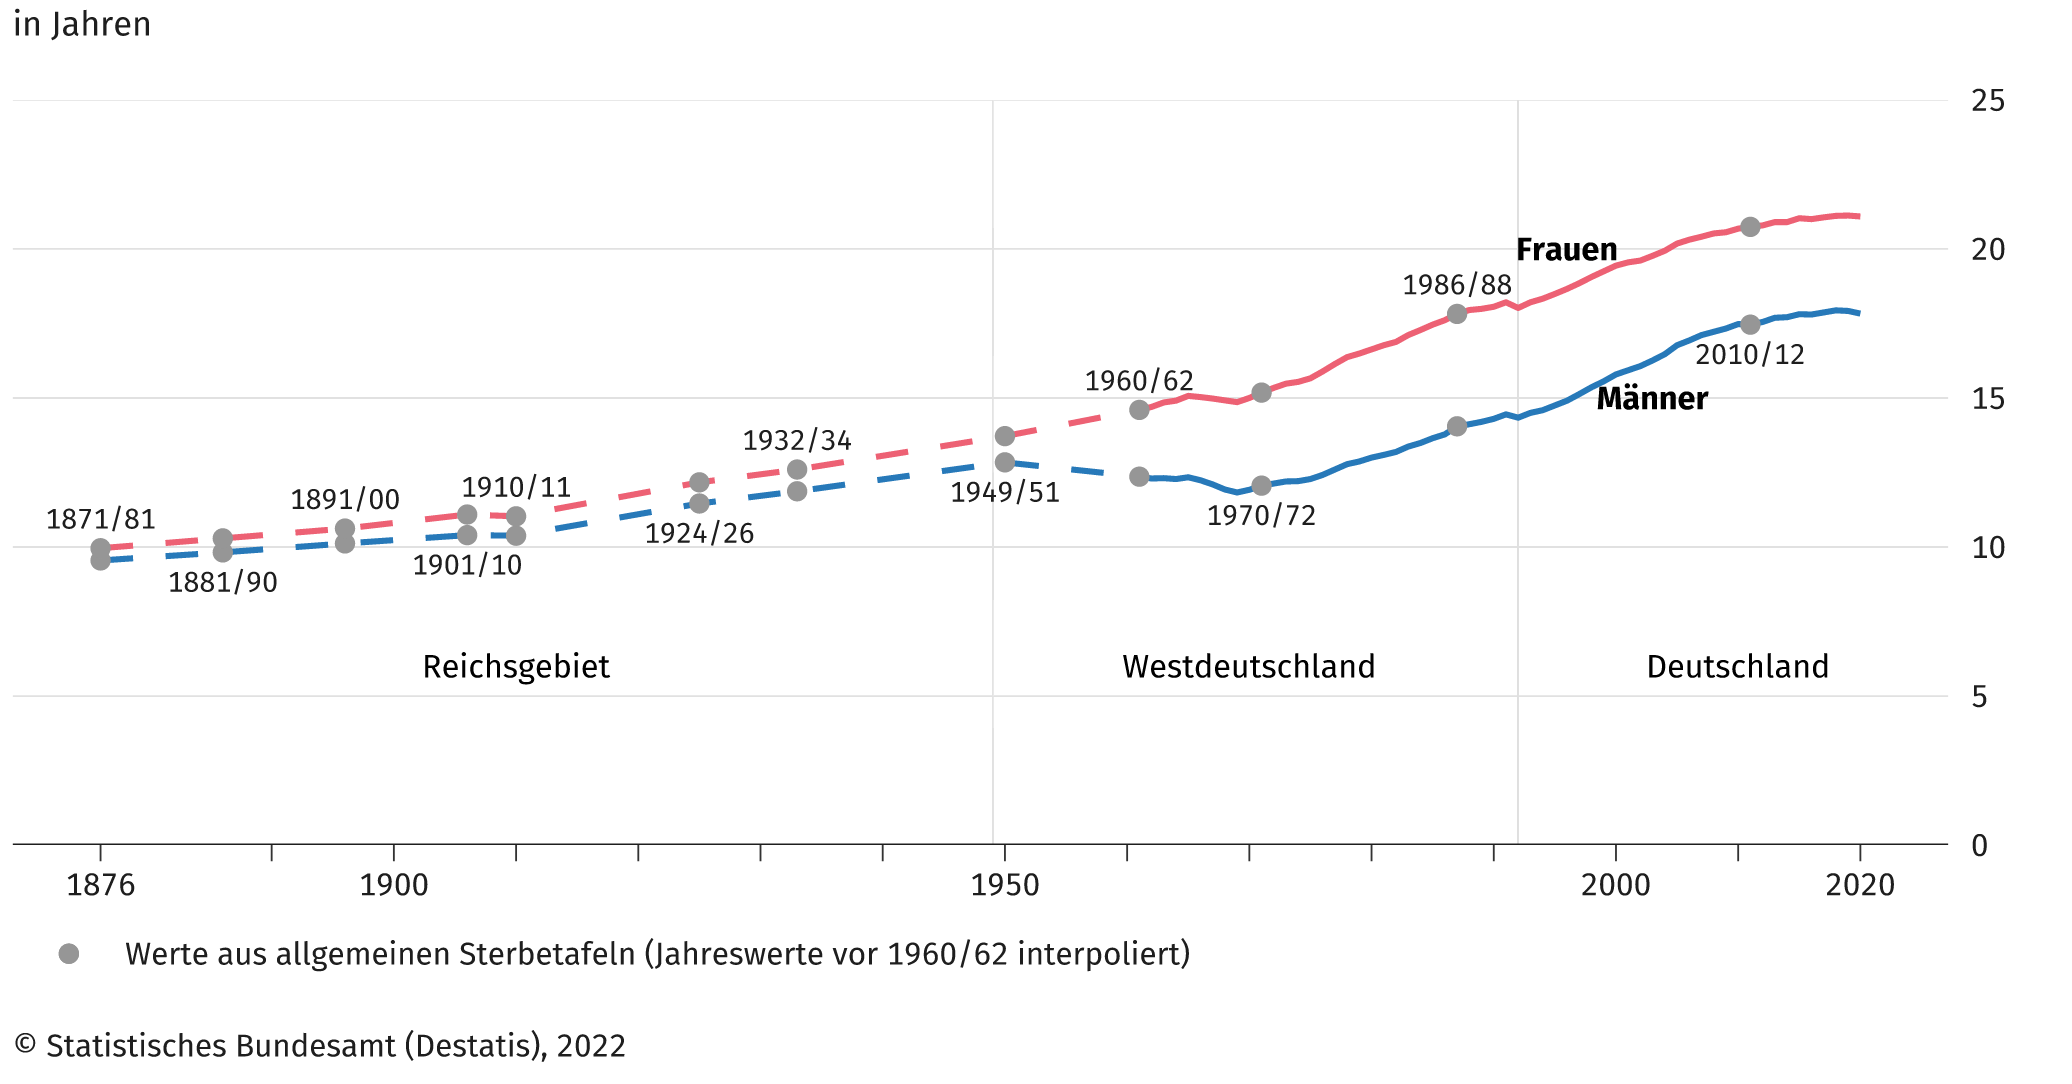 in Jahren
25
20
15
10
5
0
Frauen
Männer
1871/81
1881/90
1891/00
1901/10
1910/11
1924/26
1932/34
1949/51
1960/62
1970/72
1986/88
2010/12
Reichsgebiet
Westdeutschland
Deutschland
1876
1900
1950
2000
2020
Werte aus allgemeinen Sterbetafeln (Jahreswerte vor 1960/62 interpoliert)
© Statistisches Bundesamt (Destatis), 2022